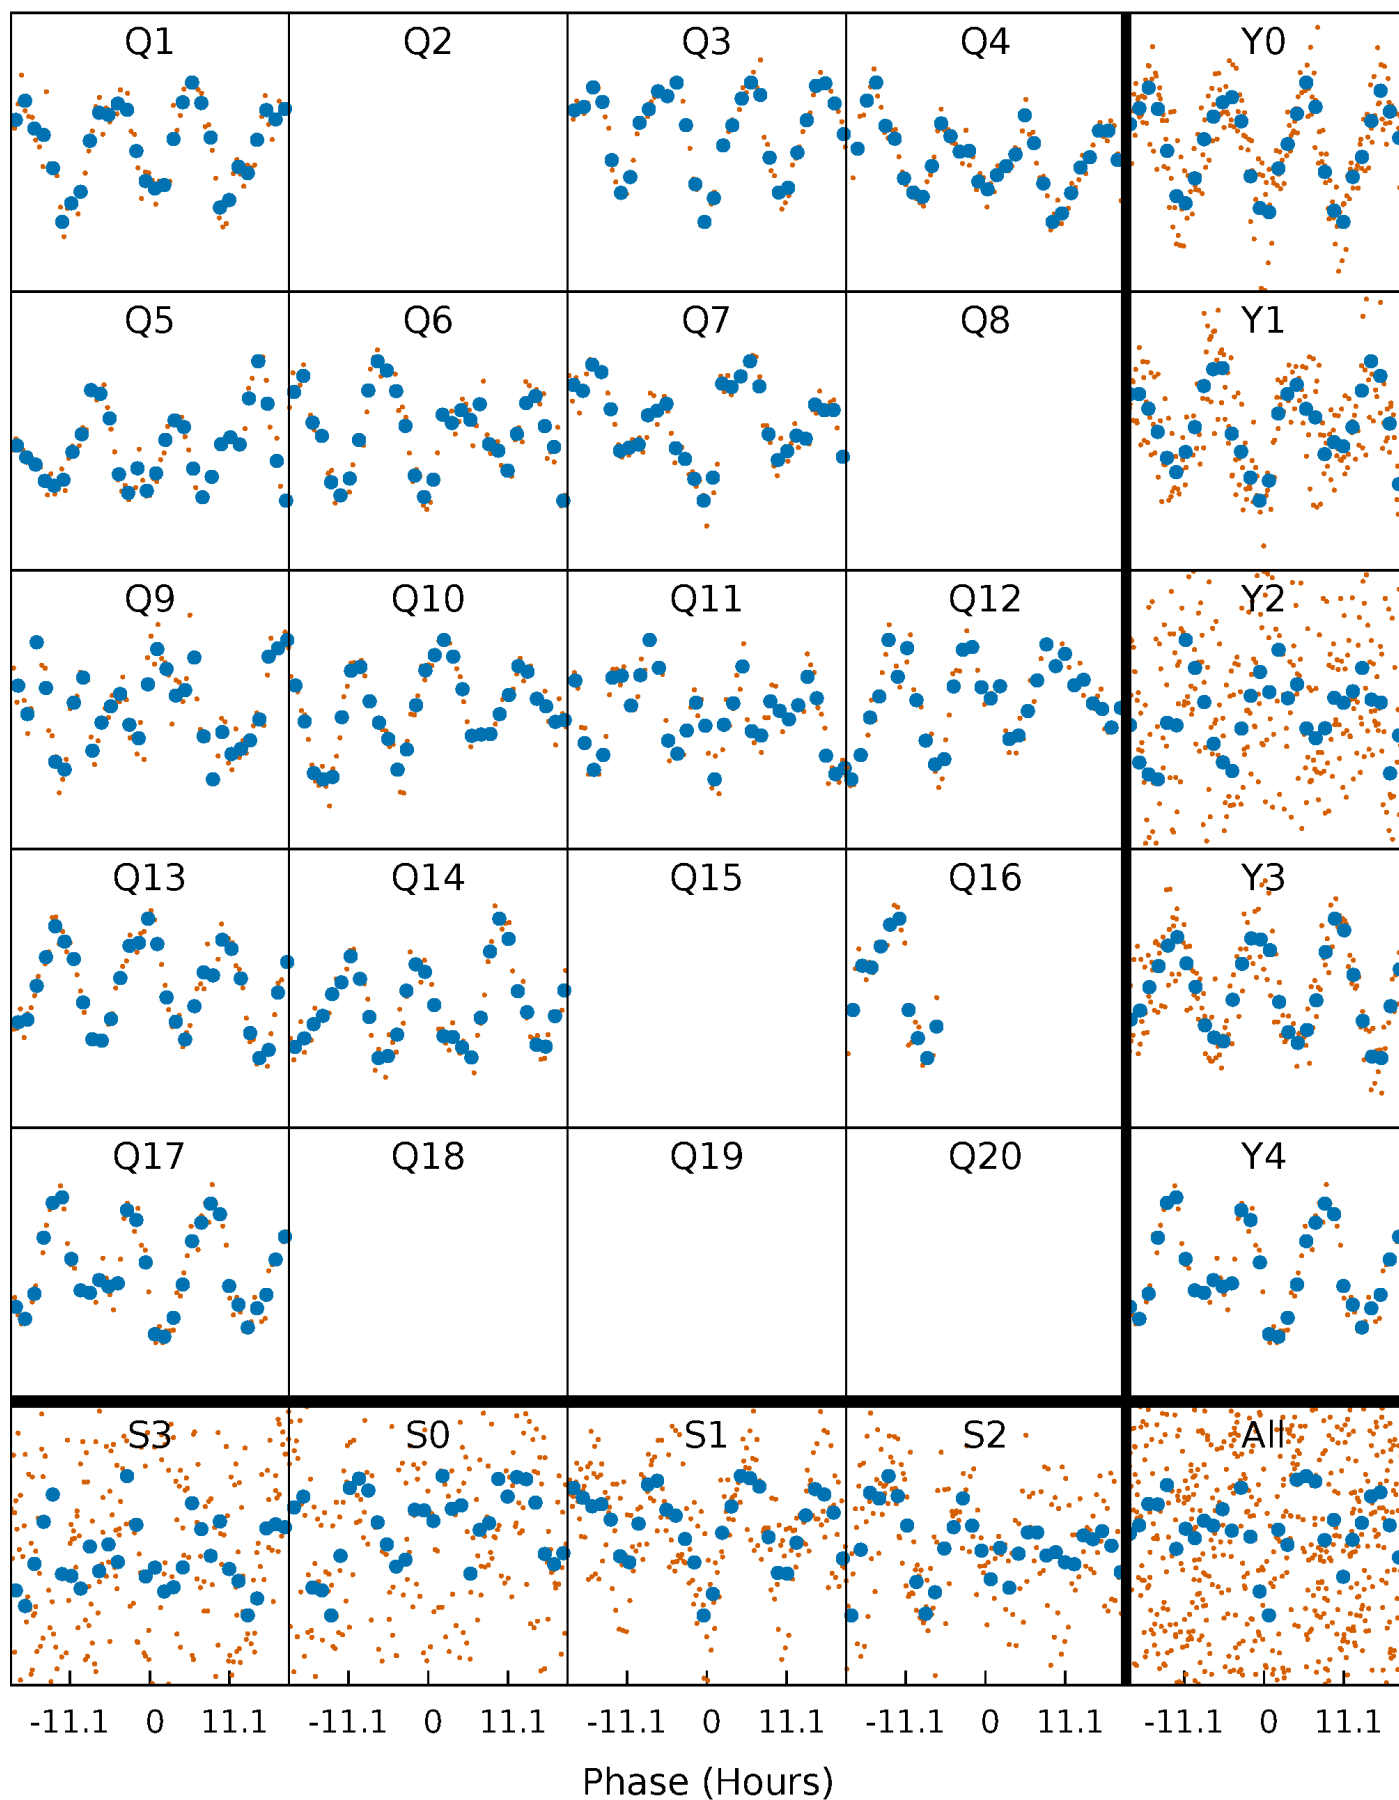 Q1 Q2 Q3 Q4 Y0
Q5 Q6 Q7 Q8 Y1
Q9 Q10 Q11 Q12 Y2
Q13 Q14 Q15 Q16 Y3
Q17 Q18 Q19 Q20 Y4
S3 S0 S1 S2 All
-11.1 0 11.1 -11.1 0 11.1 -11.1 0 11.1 -11.1 0 11.1 -11.1 0 11.1
Phase (Hours)